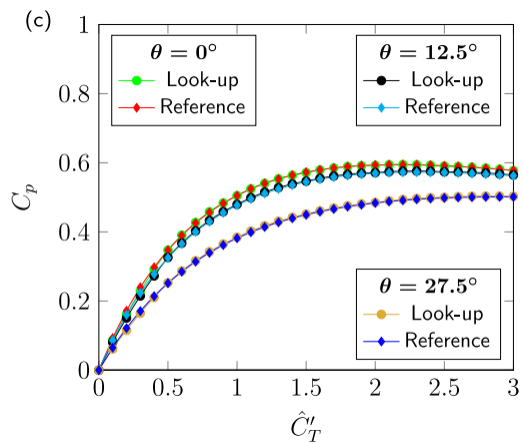 (c)
θ = 0°
Look-up
Reference
θ = 12.5°
Look-up
Reference
θ = 27.5°
Look-up
Reference
1
0.8
0.6
0.4
0.2
0
C_p
0 0.5 1 1.5 2 2.5 3
Ĉ′_T